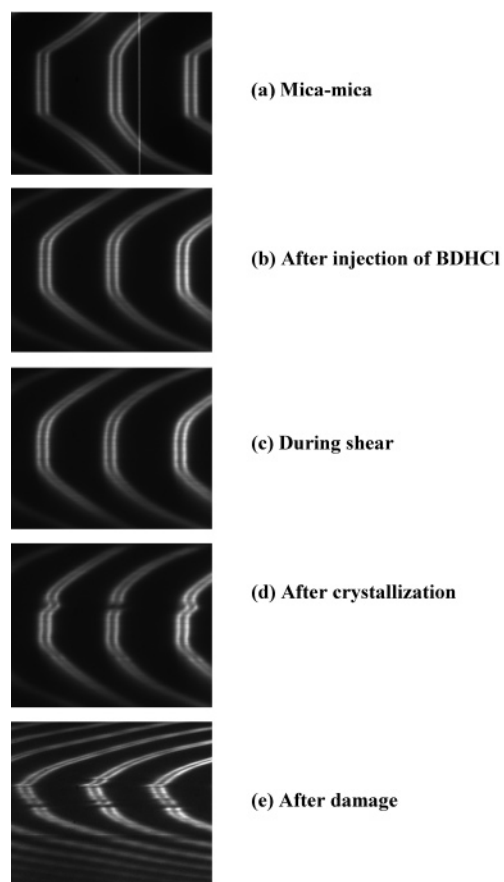 (a) Mica-mica
(b) After injection of BDHCl
(c) During shear
(d) After crystallization
(e) After damage